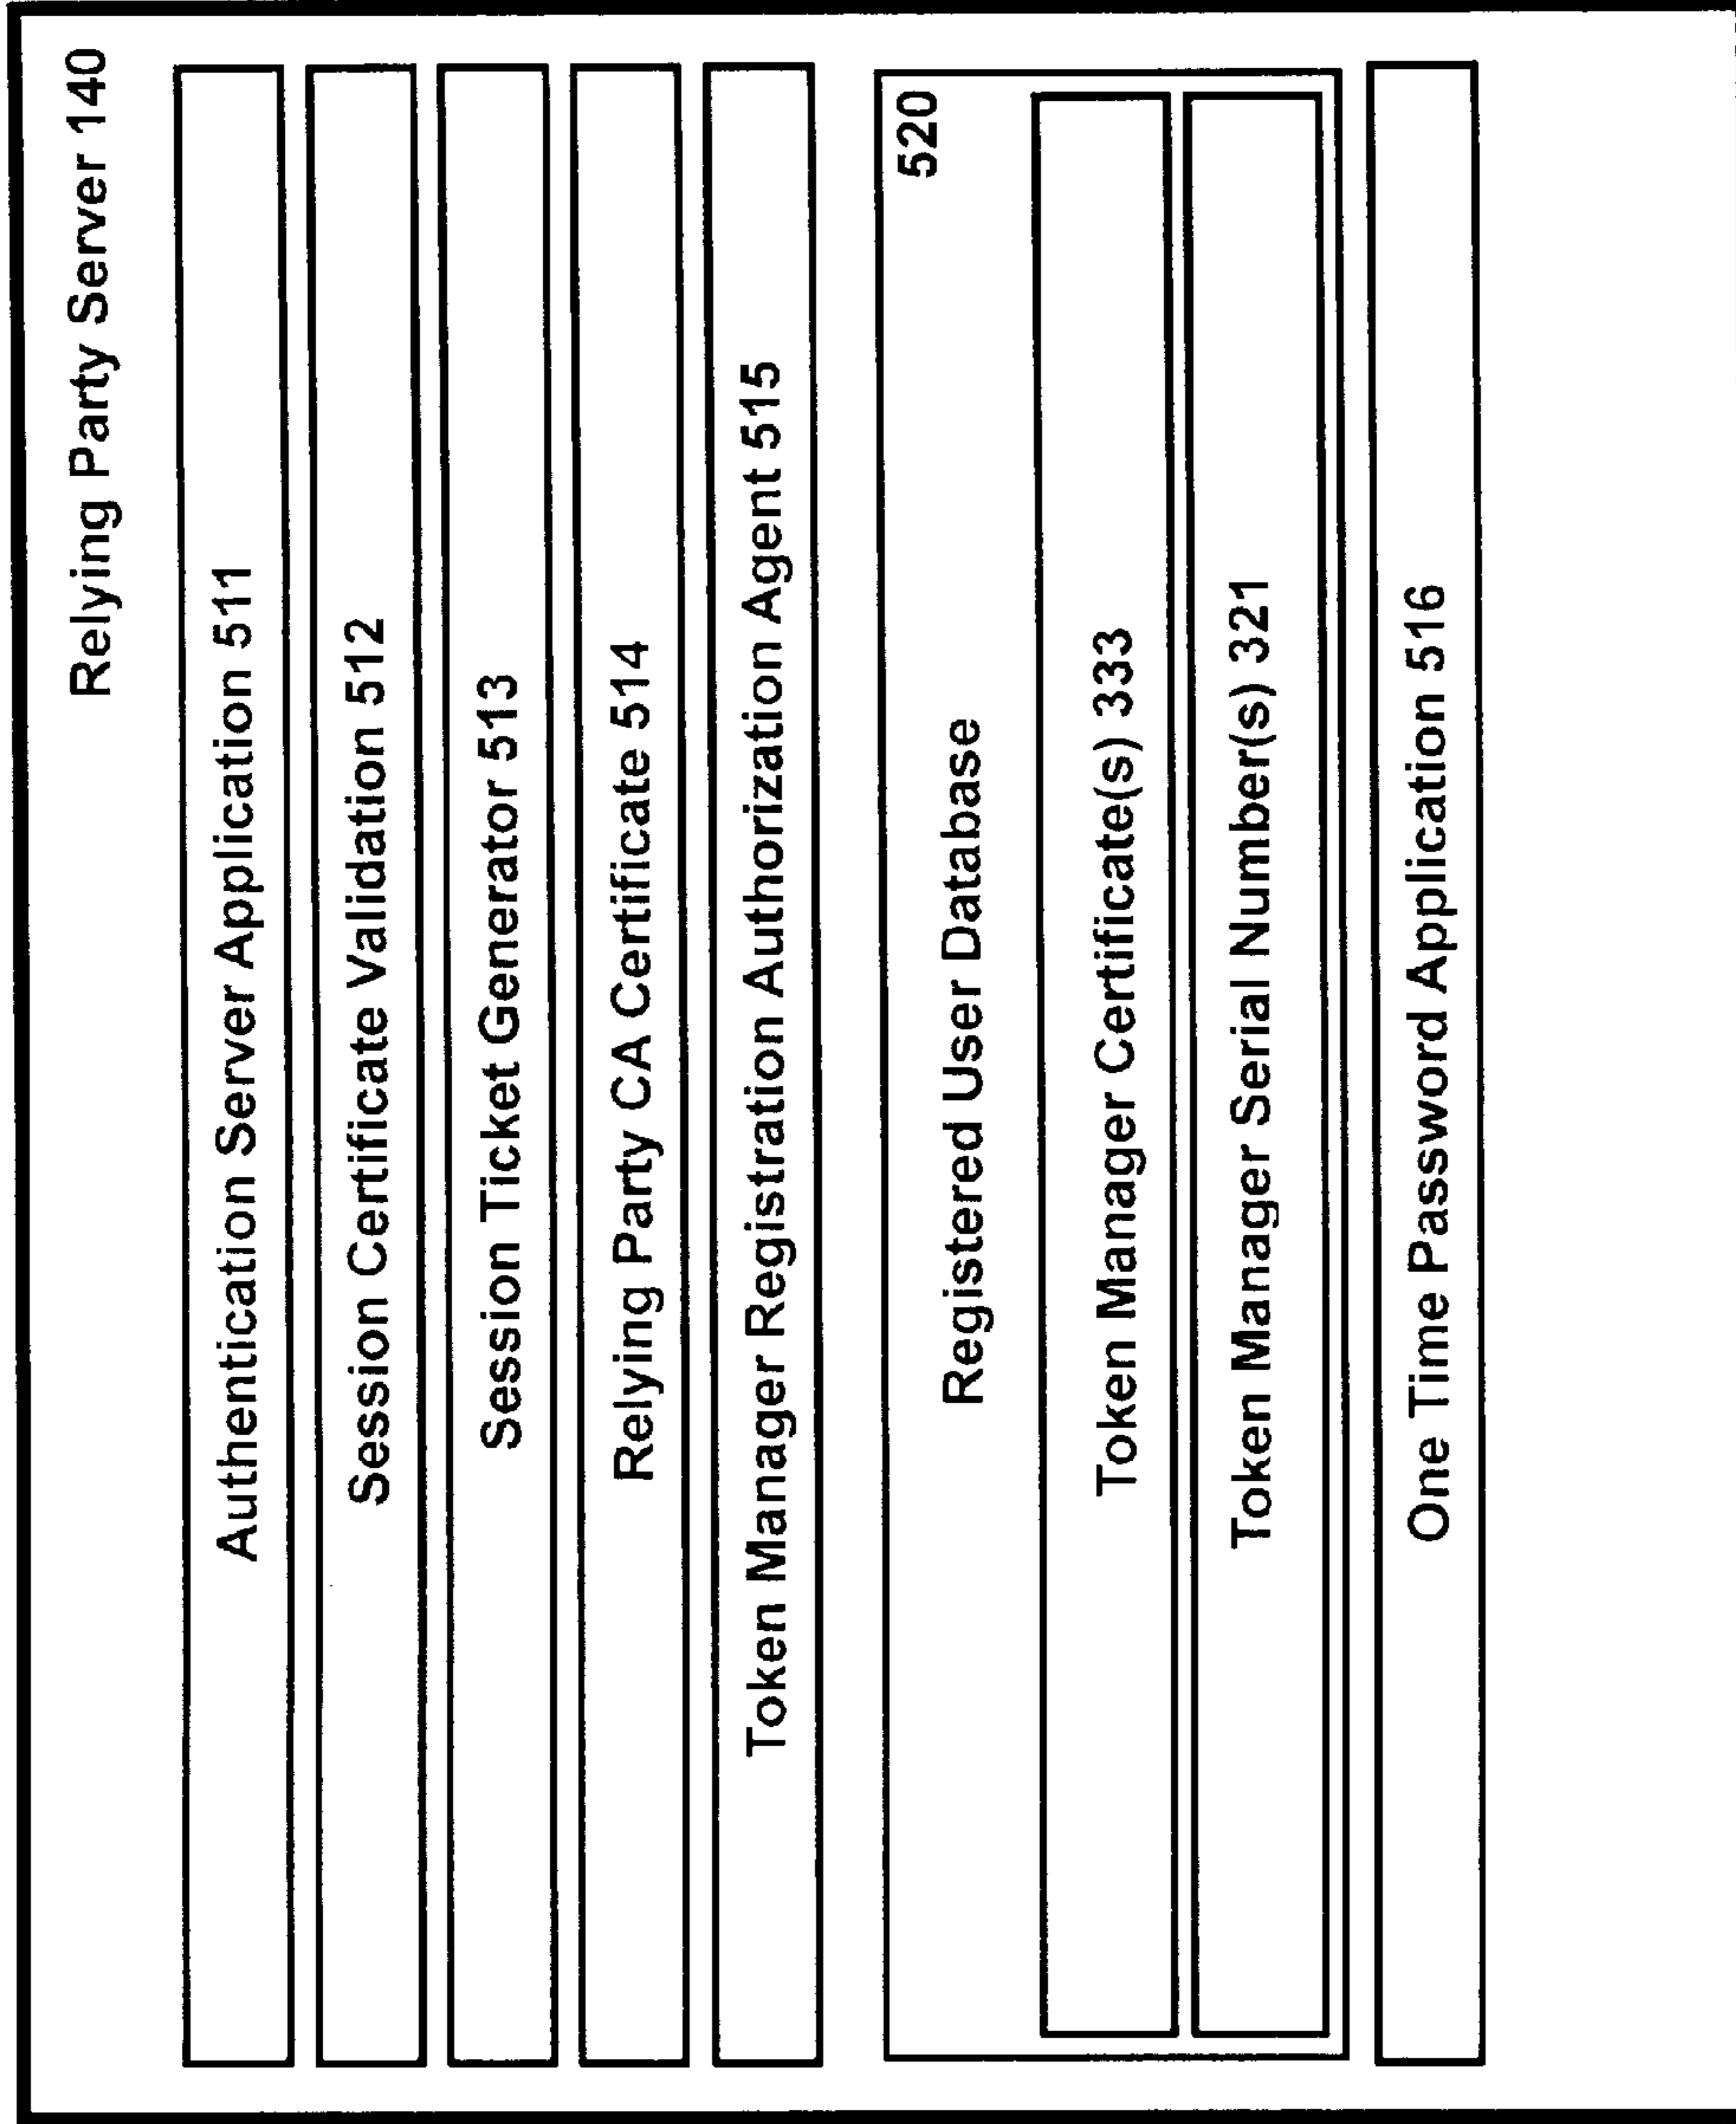 Relying Party Server 140
Authentication Server Application 511
Session Certificate Validation 512
Session Ticket Generator 513
Relying Party CA Certificate 514
Token Manager Registration Authorization Agent 515
520
Registered User Database
Token Manager Certificate(s) 333
Token Manager Serial Number(s) 321
One Time Password Application 516